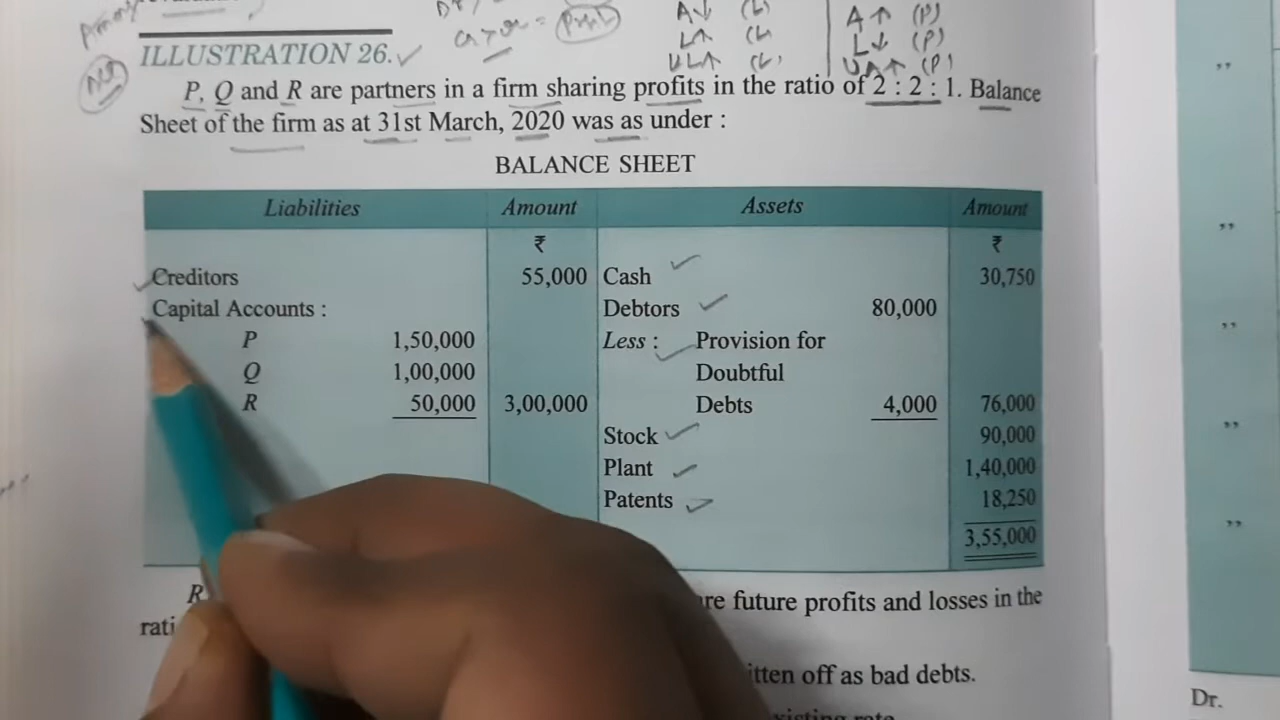 A↓ (L)
A↑ (P)
L↑ (L
L↓ (P)
UL↑ (L)
UA↑ (P)
ILLUSTRATION 26.
P, Q and R are partners in a firm sharing profits in the ratio of 2 : 2 : 1. Balance
Sheet of the firm as at 31st March, 2020 was as under :
BALANCE SHEET
Liabilities Amount Assets Amount
₹ ₹
Creditors 55,000 Cash 30,750
Capital Accounts : Debtors 80,000
P 1,50,000 Less : Provision for
Q 1,00,000 Doubtful
R 50,000 3,00,000 Debts 4,000 76,000
Stock 90,000
Plant 1,40,000
Patents 18,250
3,55,000
R future profits and losses in the
off as bad debts.
rate
Dr.